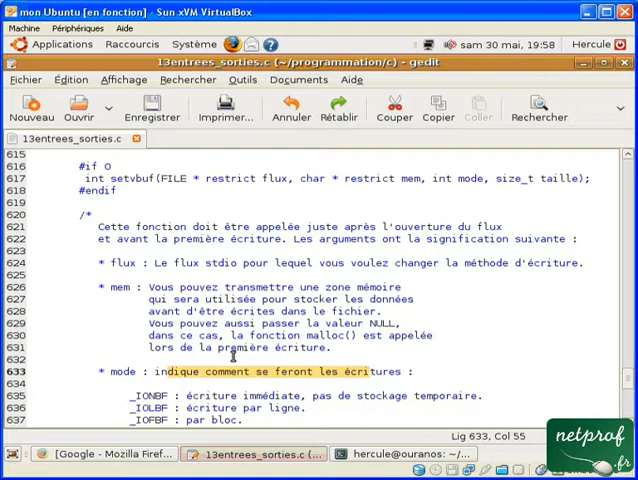 mon Ubuntu [en fonction] - Sun xVM VirtualBox
Machine Périphériques Aide
Applications Raccourcis Système sam 30 mai, 19:58 Hercule
13entrees_sorties.c (~/programmation/c) - gedit
Fichier Édition Affichage Rechercher Outils Documents Aide
Nouveau Ouvrir Enregistrer Imprimer... Annuler Rétablir Couper Copier Coller Rechercher
13entrees_sorties.c
615
616 #if 0
617 int setvbuf(FILE * restrict flux, char * restrict mem, int mode, size_t taille);
618 #endif
619
620 /*
621 Cette fonction doit être appelée juste après l'ouverture du flux
622 et avant la première écriture. Les arguments ont la signification suivante :
623
624 * flux : Le flux stdio pour lequel vous voulez changer la méthode d'écriture.
625
626 * mem : Vous pouvez transmettre une zone mémoire
627 qui sera utilisée pour stocker les données
628 avant d'être écrites dans le fichier.
629 Vous pouvez aussi passer la valeur NULL,
630 dans ce cas, la fonction malloc() est appelée
631 lors de la première écriture.
632
633 * mode : indique comment se feront les écritures :
634
635 _IONBF : écriture immédiate, pas de stockage temporaire.
636 _IOLBF : écriture par ligne.
637 _IOFBF : par bloc.
Lig 633, Col 55
[Google - Mozilla Firef... 13entrees_sorties.c (... hercule@ouranos: ~/...
netprof
.fr